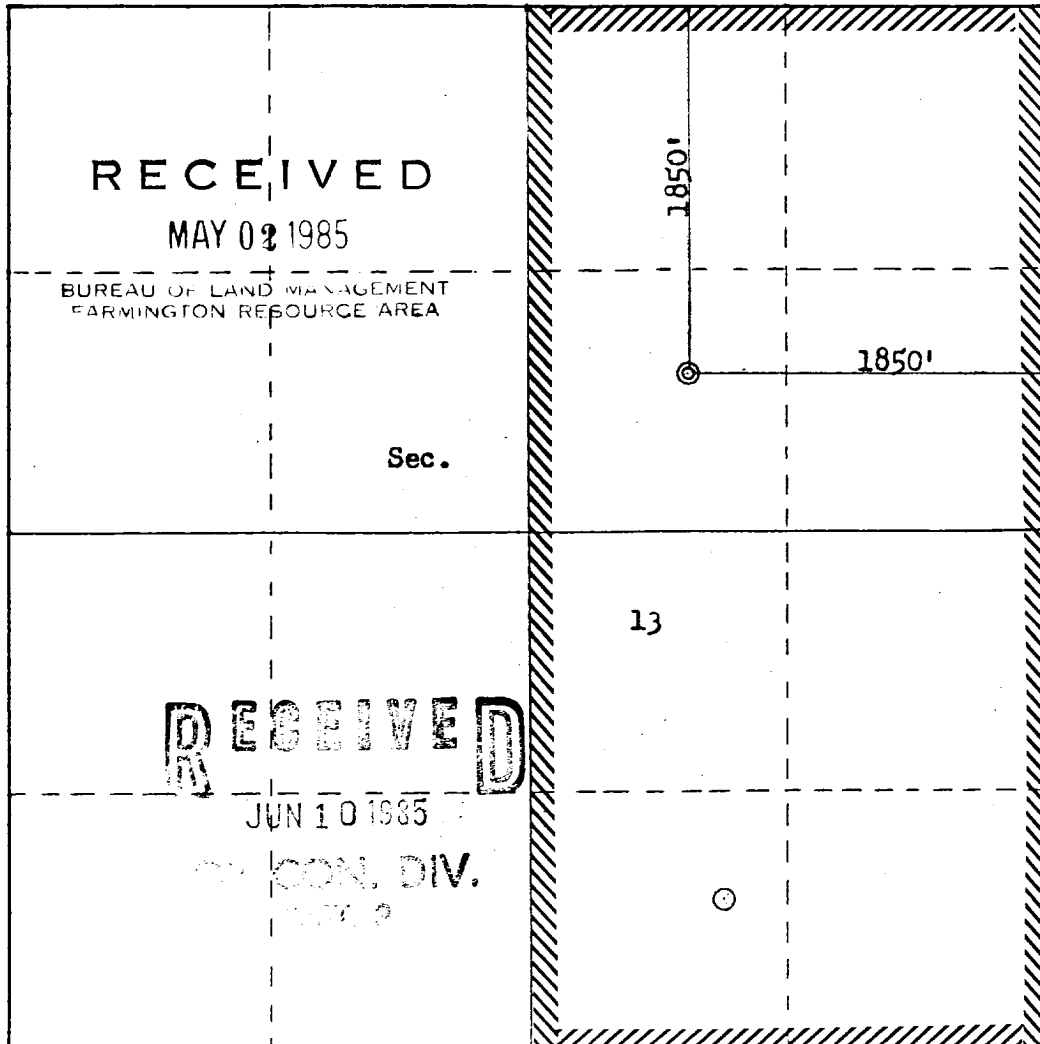 RECEIVED
MAY 02 1985
BUREAU OF LAND MANAGEMENT
FARMINGTON RESOURCE AREA
1850'
1850'
Sec.
13
RECEIVED
JUN 10 1985
CON. DIV.